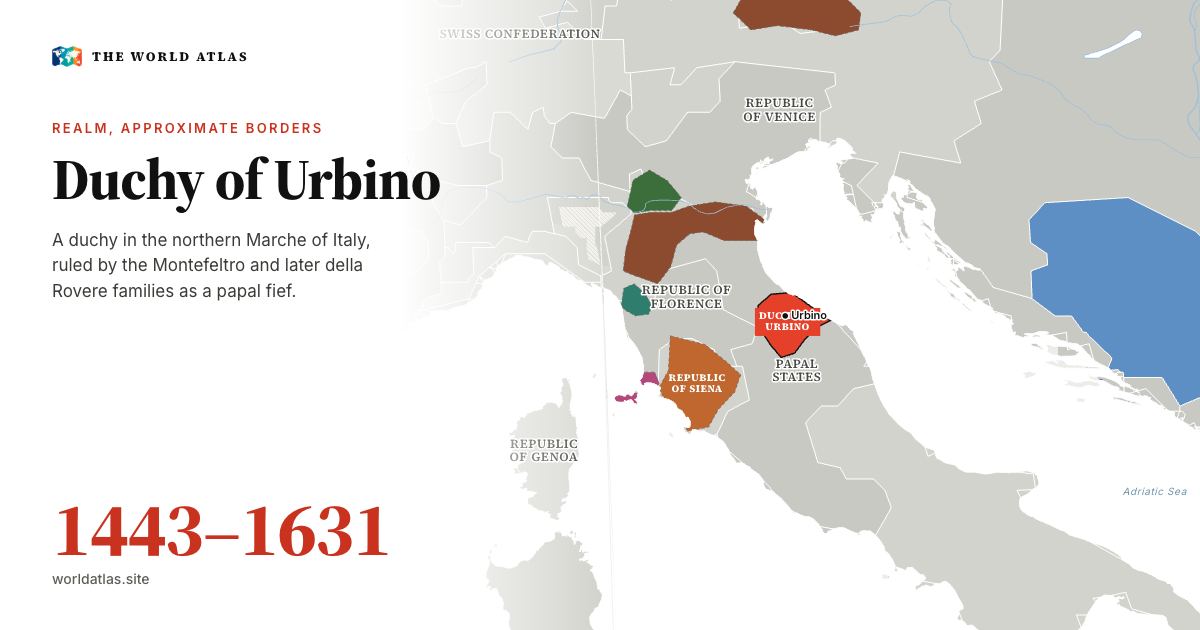 THE WORLD ATLAS
REALM, APPROXIMATE BORDERS
Duchy of Urbino
A duchy in the northern Marche of Italy,
ruled by the Montefeltro and later della
Rovere families as a papal fief.
1443–1631
worldatlas.site
SWISS CONFEDERATION
REPUBLIC
OF VENICE
REPUBLIC OF
FLORENCE
Urbino
URBINO
PAPAL
STATES
REPUBLIC
OF SIENA
REPUBLIC
OF GENOA
Adriatic Sea